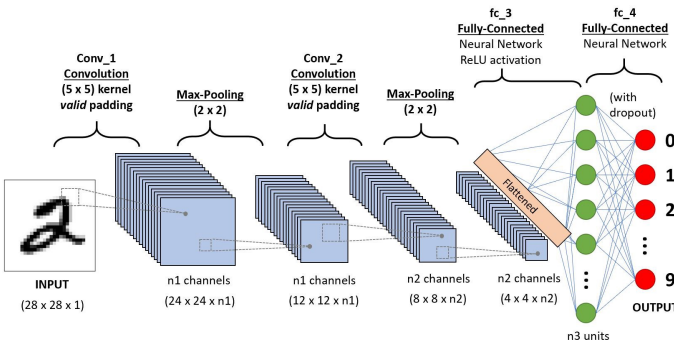 Conv_1
Convolution
(5 x 5) kernel
valid padding
Max-Pooling
(2 x 2)
Conv_2
Convolution
(5 x 5) kernel
valid padding
Max-Pooling
(2 x 2)
fc_3
Fully-Connected
Neural Network
ReLU activation
fc_4
Fully-Connected
Neural Network
(with
dropout)
Flattened
0
1
2
9
2
INPUT
(28 x 28 x 1)
n1 channels
(24 x 24 x n1)
n1 channels
(12 x 12 x n1)
n2 channels
(8 x 8 x n2)
n2 channels
(4 x 4 x n2)
OUTPUT
n3 units